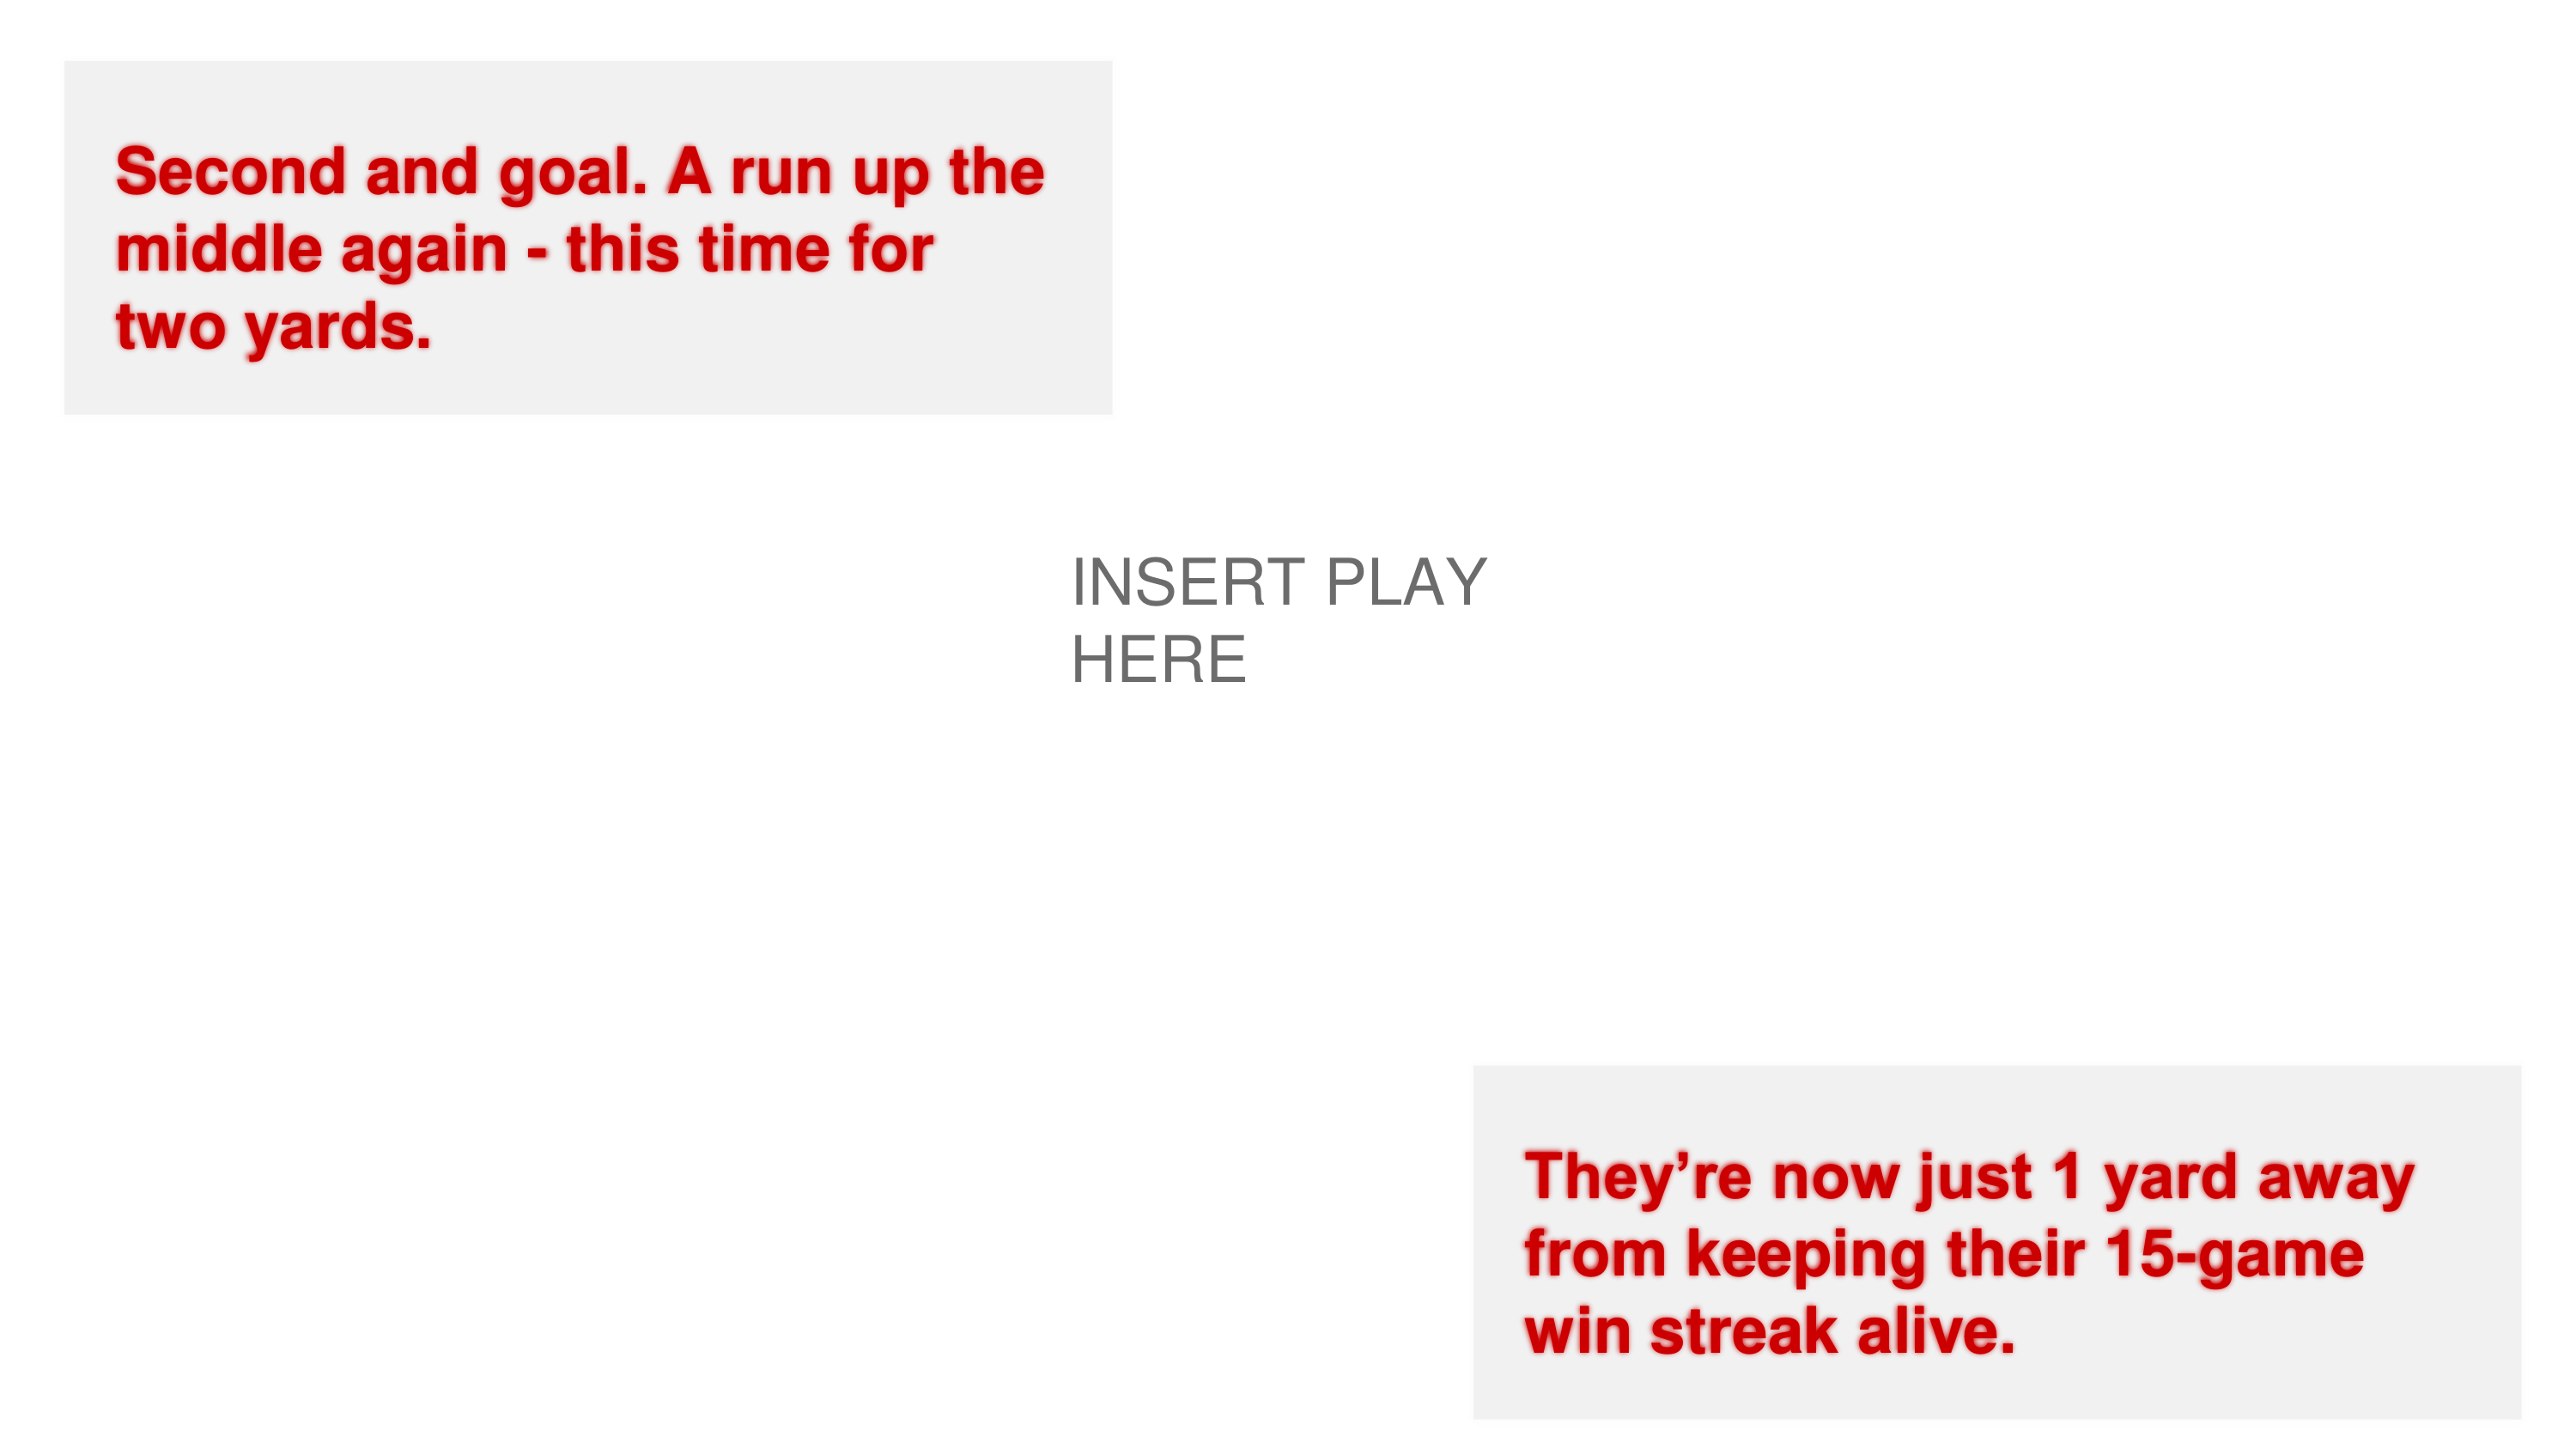 Second and goal. A run up the
middle again - this time for
two yards.
INSERT PLAY
HERE
They’re now just 1 yard away
from keeping their 15-game
win streak alive.